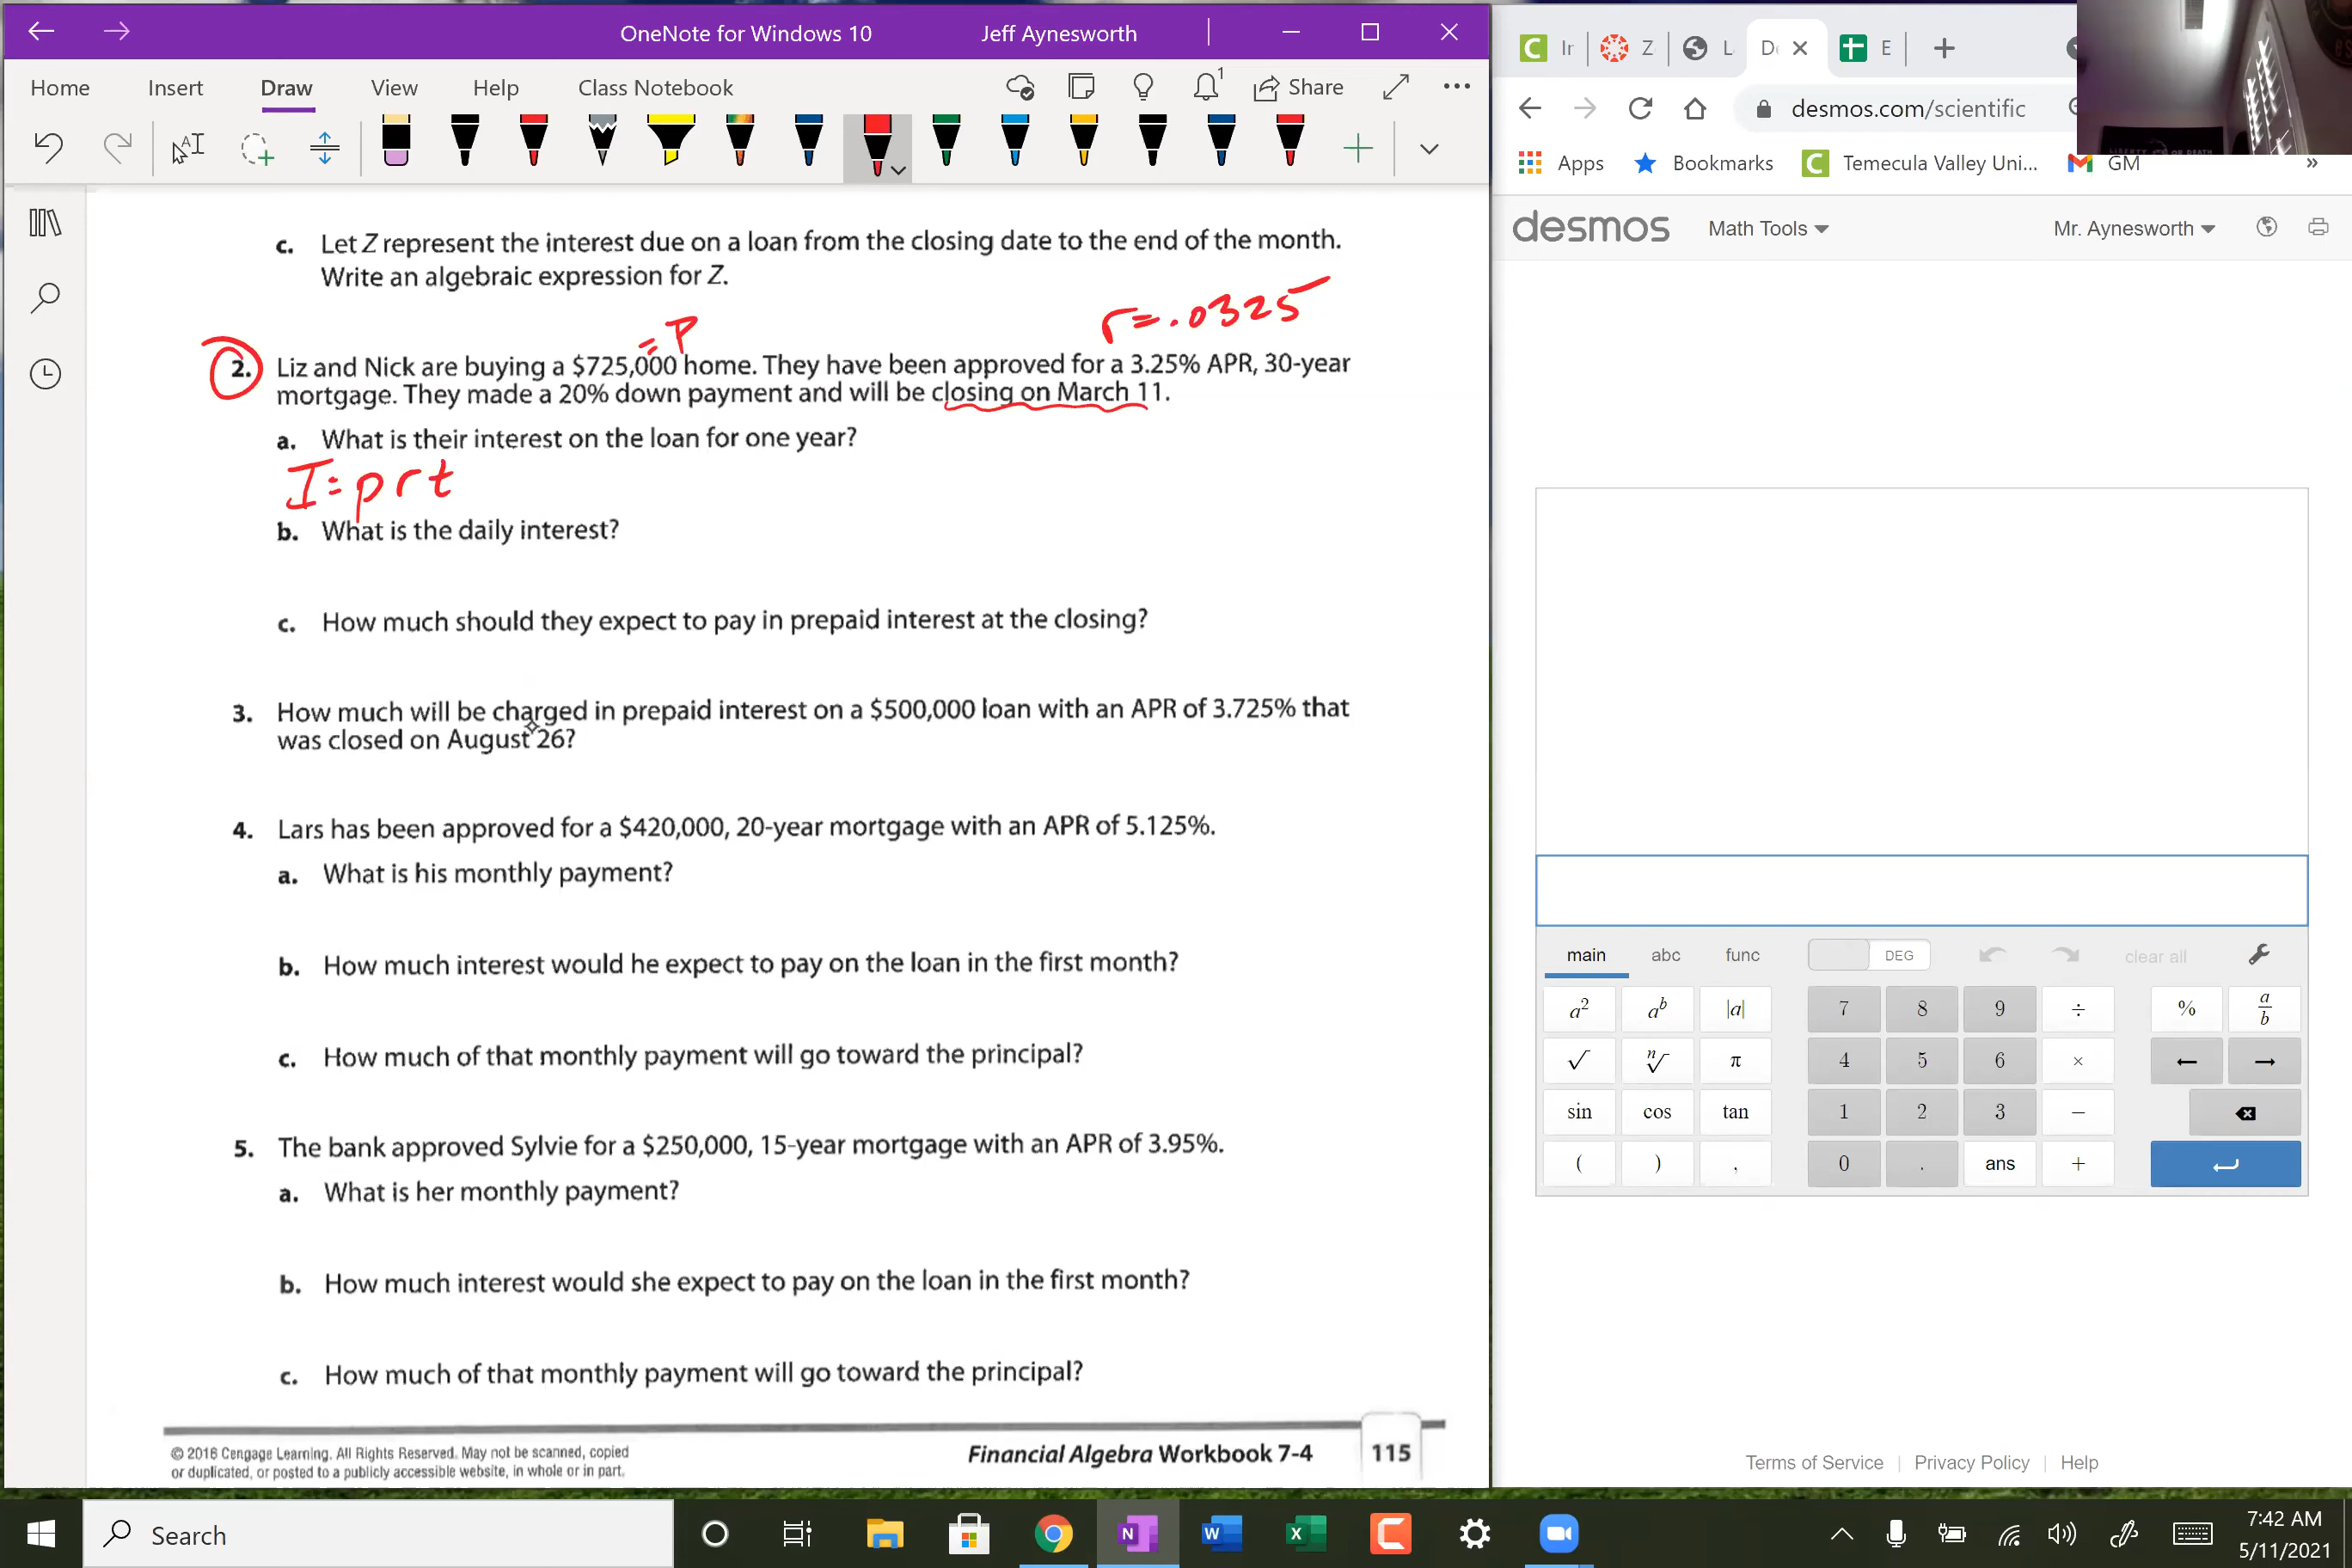 OneNote for Windows 10
Jeff Aynesworth
Home Insert Draw View Help Class Notebook
1
Share
c. Let Z represent the interest due on a loan from the closing date to the end of the month.
Write an algebraic expression for Z.
= P
r = .0325
2. Liz and Nick are buying a $725,000 home. They have been approved for a 3.25% APR, 30-year
mortgage. They made a 20% down payment and will be closing on March 11.
a. What is their interest on the loan for one year?
I = prt
b. What is the daily interest?
c. How much should they expect to pay in prepaid interest at the closing?
3. How much will be charged in prepaid interest on a $500,000 loan with an APR of 3.725% that
was closed on August 26?
4. Lars has been approved for a $420,000, 20-year mortgage with an APR of 5.125%.
a. What is his monthly payment?
b. How much interest would he expect to pay on the loan in the first month?
c. How much of that monthly payment will go toward the principal?
5. The bank approved Sylvie for a $250,000, 15-year mortgage with an APR of 3.95%.
a. What is her monthly payment?
b. How much interest would she expect to pay on the loan in the first month?
c. How much of that monthly payment will go toward the principal?
© 2016 Cengage Learning. All Rights Reserved. May not be scanned, copied
or duplicated, or posted to a publicly accessible website, in whole or in part.
Financial Algebra Workbook 7-4 115
C In Z L De E
desmos.com/scientific
Apps Bookmarks C Temecula Valley Uni... GM »
desmos Math Tools Mr. Aynesworth
main abc func DEG clear all
a² aᵇ |a| 7 8 9 ÷ % a/b
√ ⁿ√ π 4 5 6 × ← →
sin cos tan 1 2 3 −
( ) , 0 . ans +
Terms of Service | Privacy Policy | Help
Search
N W X C
7:42 AM
5/11/2021